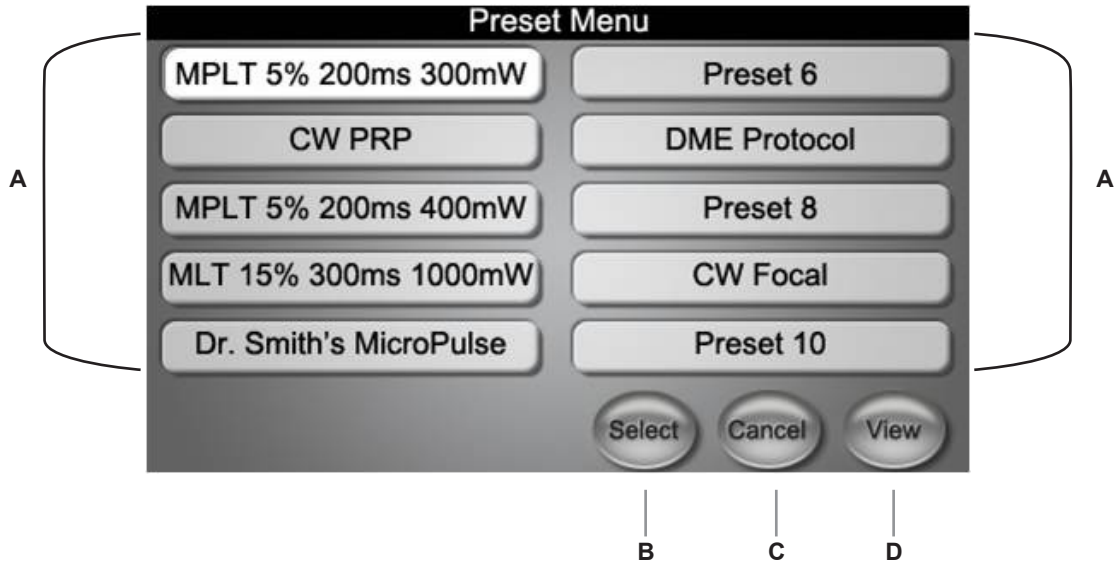 Preset Menu
MPLT 5% 200ms 300mW
Preset 6
CW PRP
DME Protocol
A
A
MPLT 5% 200ms 400mW
Preset 8
MLT 15% 300ms 1000mW
CW Focal
Dr. Smith's MicroPulse
Preset 10
Select
Cancel
View
B
C
D